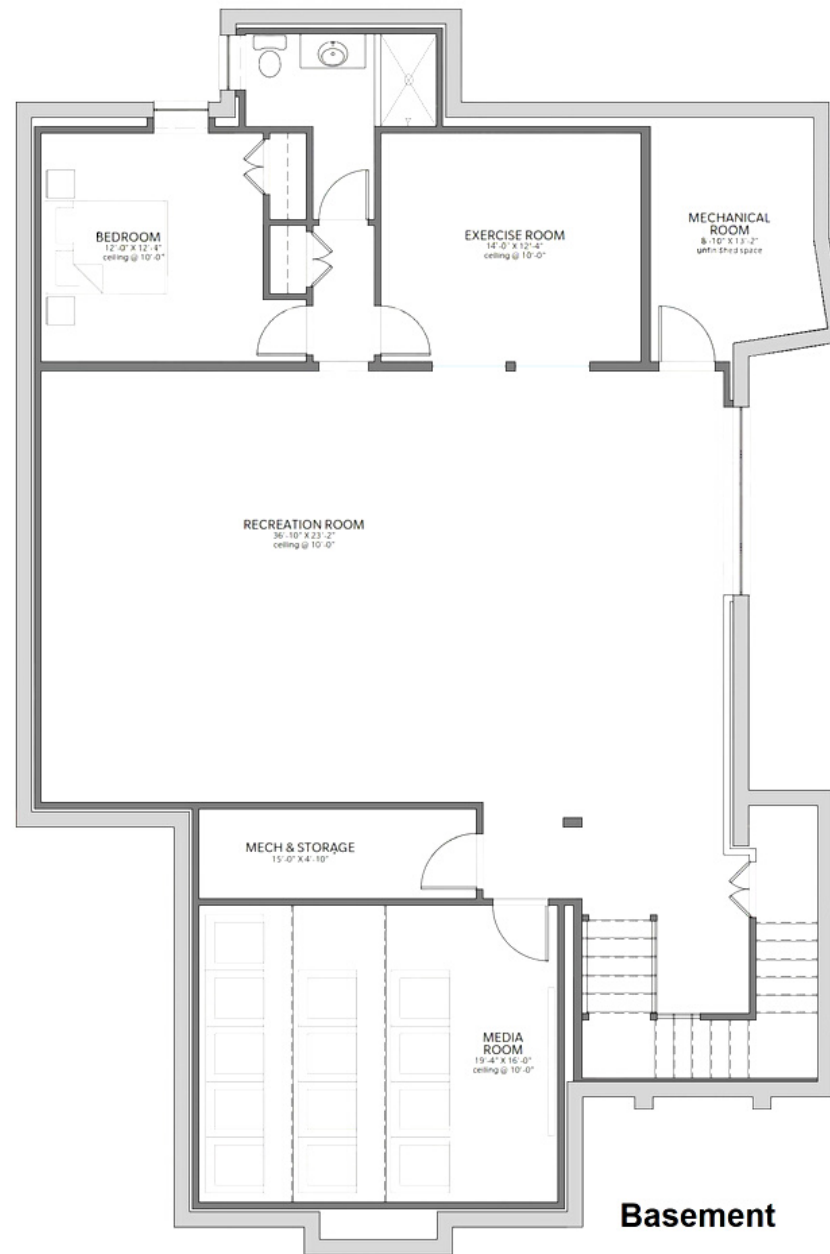 BEDROOM
12'-0" X 12'-4"
ceiling @ 10'-0"
EXERCISE ROOM
14'-0" X 12'-4"
ceiling @ 10'-0"
MECHANICAL
ROOM
8'-10" X 13'-2"
unfinished space
RECREATION ROOM
36'-10" X 23'-2"
ceiling @ 10'-0"
MECH & STORAGE
15'-0" X 4'-10"
MEDIA
ROOM
19'-4" X 16'-0"
ceiling @ 10'-0"
Basement